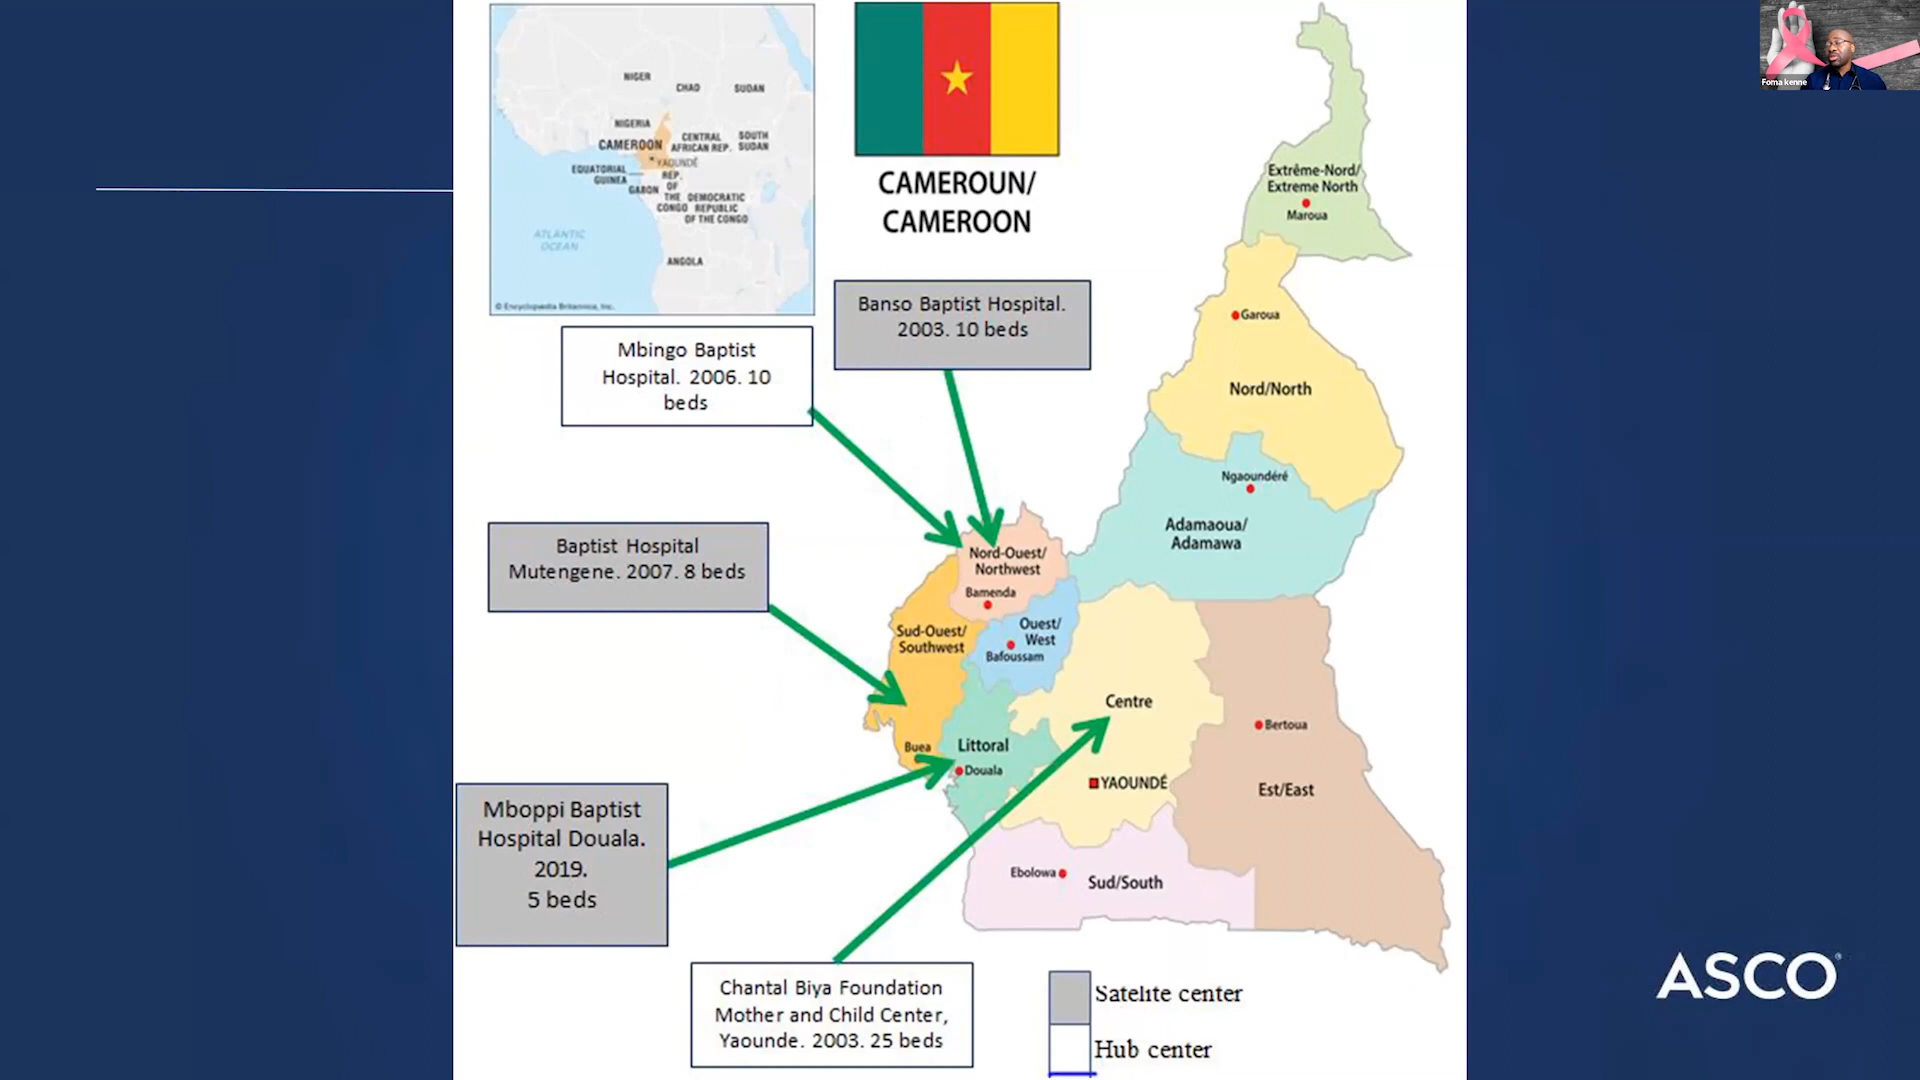 NIGER
CHAD
SUDAN
NIGERIA
CAMEROON
CENTRAL
AFRICAN REP.
SOUTH
SUDAN
YAOUNDÉ
EQUATORIAL
GUINEA
GABON
REP.
OF
THE
CONGO
DEMOCRATIC
REPUBLIC
OF THE CONGO
ATLANTIC
OCEAN
ANGOLA
© Encyclopædia Britannica, Inc.
CAMEROUN/
CAMEROON
Foma kenne
Extrême-Nord/
Extreme North
Maroua
Banso Baptist Hospital.
2003. 10 beds
Mbingo Baptist
Hospital. 2006. 10
beds
Garoua
Nord/North
Ngaoundéré
Adamaoua/
Adamawa
Baptist Hospital
Mutengene. 2007. 8 beds
Nord-Ouest/
Northwest
Bamenda
Sud-Ouest/
Southwest
Ouest/
West
Bafoussam
Centre
Buea
Littoral
Douala
YAOUNDÉ
Bertoua
Est/East
Mboppi Baptist
Hospital Douala.
2019.
5 beds
Ebolowa
Sud/South
Chantal Biya Foundation
Mother and Child Center,
Yaounde. 2003. 25 beds
Satelite center
Hub center
ASCO